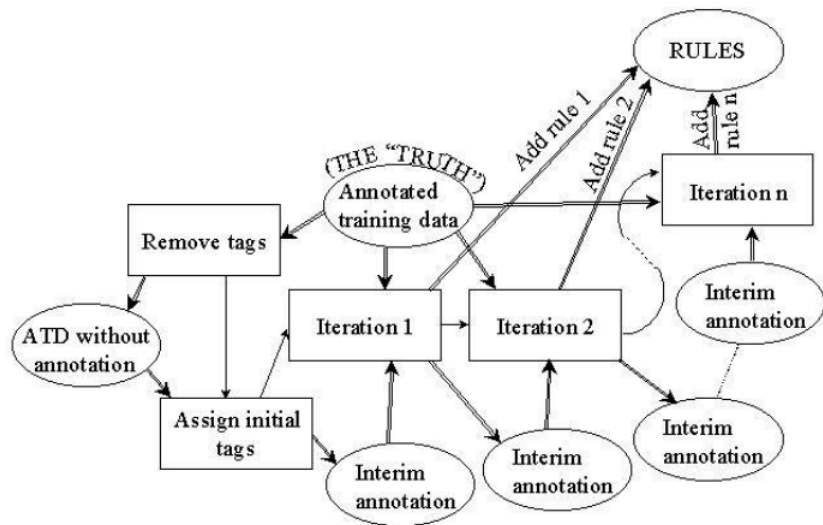 RULES
Add rule 1
Add rule 2
Add
rule n
(THE “TRUTH”)
Annotated
training data
Iteration n
Remove tags
ATD without
annotation
Iteration 1
Iteration 2
Interim
annotation
Assign initial
tags
Interim
annotation
Interim
annotation
Interim
annotation